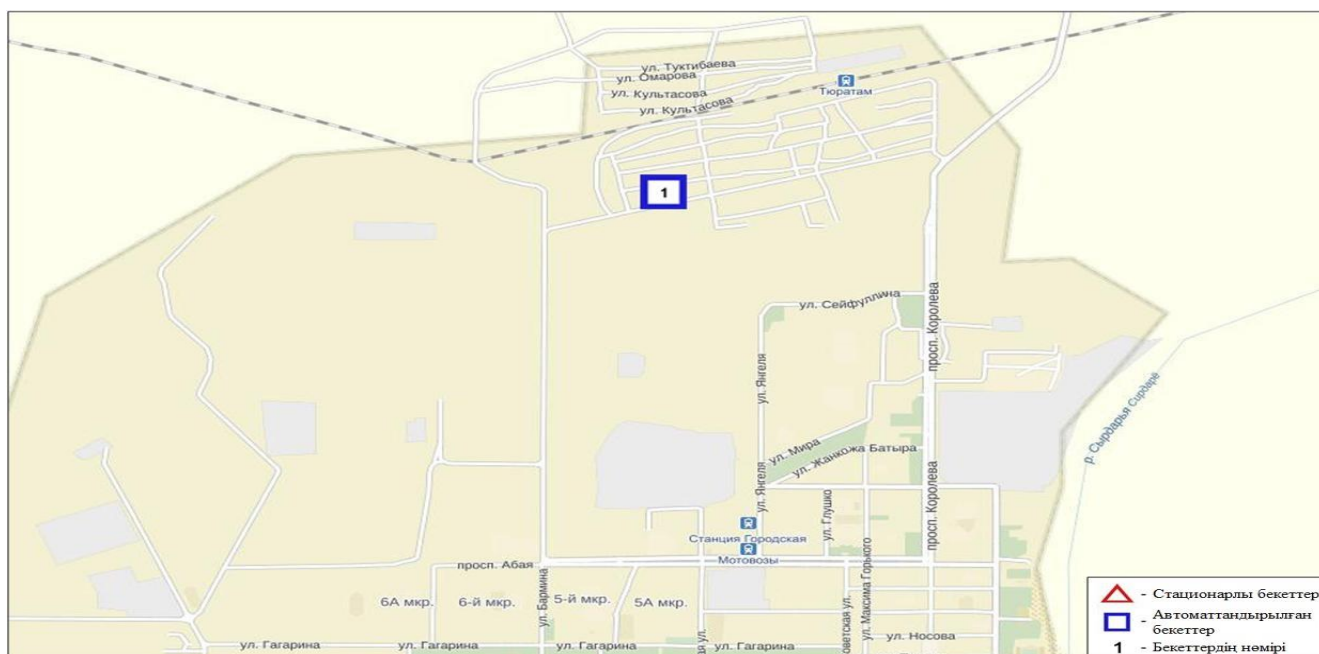 ул. Туктибаева
ул. Омарова
ул. Культасова
ул. Культасова
Тюратам
1
ул. Сейфуллина
просп. Королева
ул. Янгеля
р. Сырдарья Сирдарё
ул. Мира
ул. Жанкожа Батыра
ул. Янгеля
просп. Королева
ул. Глушко
Станция Городская
Мотовозы
ул. Максима Горького
просп. Абая
ул. Бармина
6А мкр.
6-й мкр.
5-й мкр.
5А мкр.
ул. Носова
ул. Гагарина
ул. Гагарина
ул. Гагарина
- Стационарлы бекеттер
- Автоматтандырылған
бекеттер
1 - Бекеттердің нөмірі